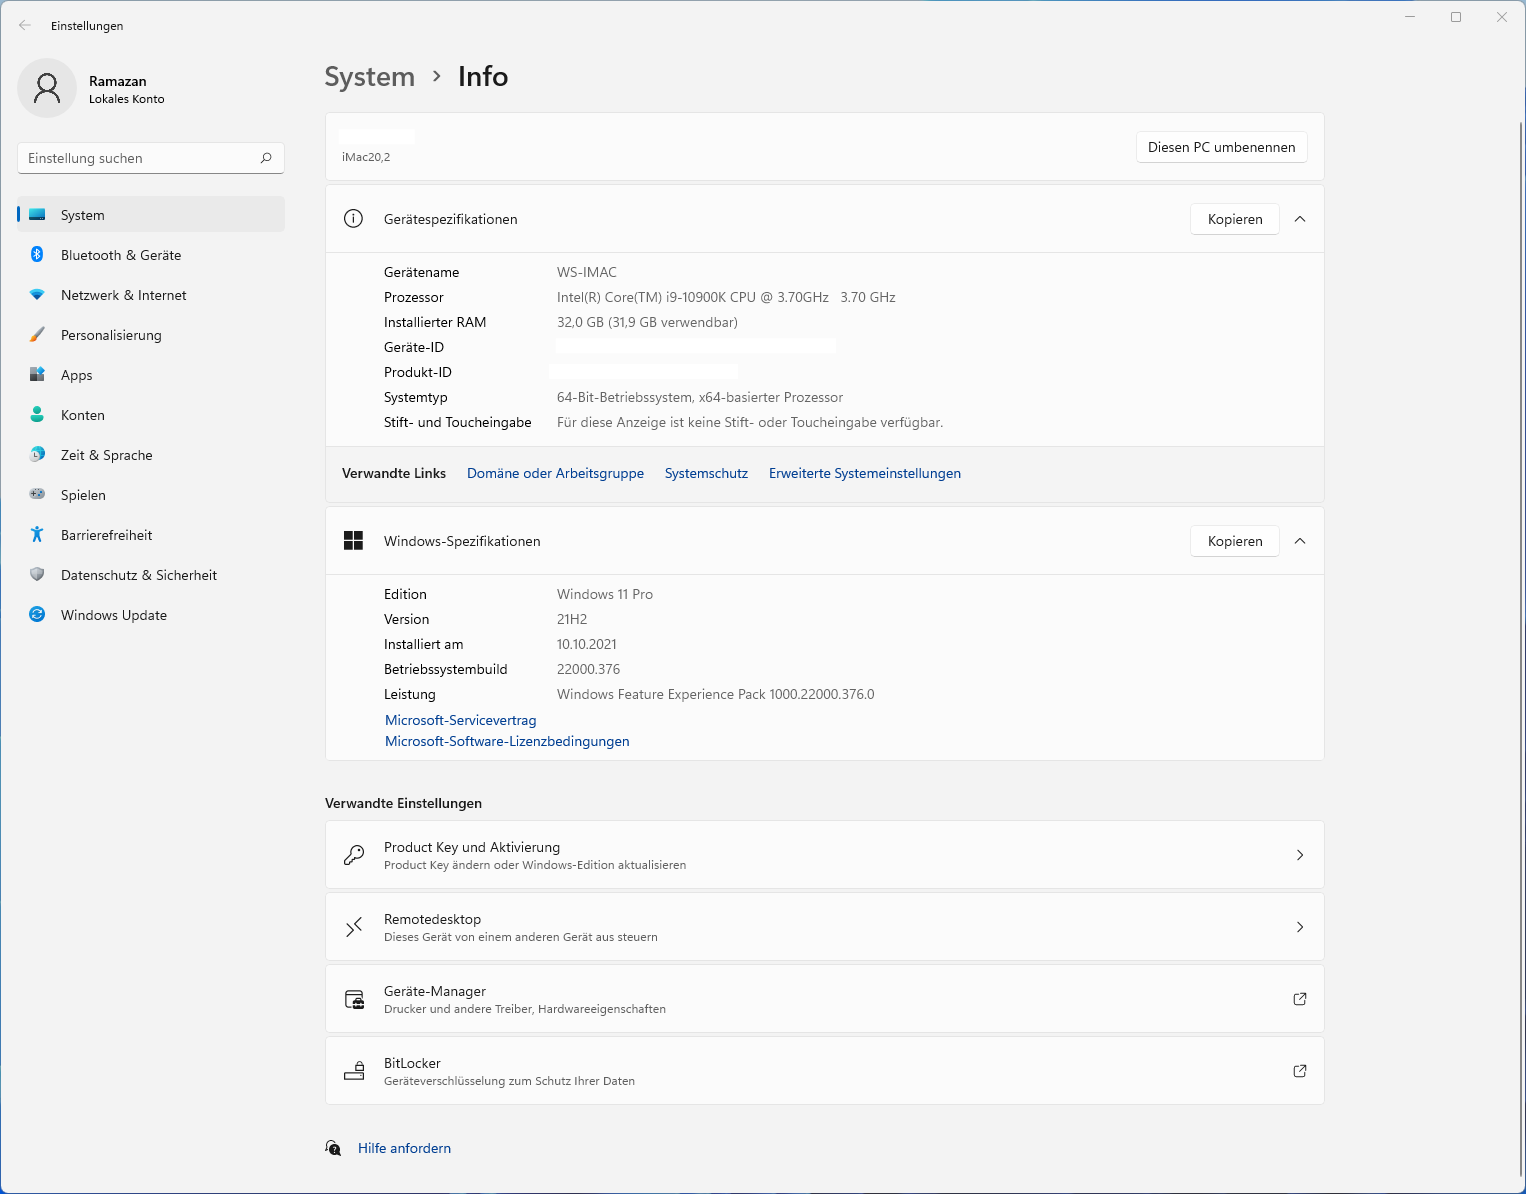 Einstellungen
Ramazan
Lokales Konto
Einstellung suchen
System
Bluetooth & Geräte
Netzwerk & Internet
Personalisierung
Apps
Konten
Zeit & Sprache
Spielen
Barrierefreiheit
Datenschutz & Sicherheit
Windows Update
System > Info
iMac20,2
Diesen PC umbenennen
Gerätespezifikationen Kopieren
Gerätename WS-IMAC
Prozessor Intel(R) Core(TM) i9-10900K CPU @ 3.70GHz 3.70 GHz
Installierter RAM 32,0 GB (31,9 GB verwendbar)
Geräte-ID
Produkt-ID
Systemtyp 64-Bit-Betriebssystem, x64-basierter Prozessor
Stift- und Toucheingabe Für diese Anzeige ist keine Stift- oder Toucheingabe verfügbar.
Verwandte Links Domäne oder Arbeitsgruppe Systemschutz Erweiterte Systemeinstellungen
Windows-Spezifikationen Kopieren
Edition Windows 11 Pro
Version 21H2
Installiert am 10.10.2021
Betriebssystembuild 22000.376
Leistung Windows Feature Experience Pack 1000.22000.376.0
Microsoft-Servicevertrag
Microsoft-Software-Lizenzbedingungen
Verwandte Einstellungen
Product Key und Aktivierung
Product Key ändern oder Windows-Edition aktualisieren
Remotedesktop
Dieses Gerät von einem anderen Gerät aus steuern
Geräte-Manager
Drucker und andere Treiber, Hardwareeigenschaften
BitLocker
Geräteverschlüsselung zum Schutz Ihrer Daten
Hilfe anfordern